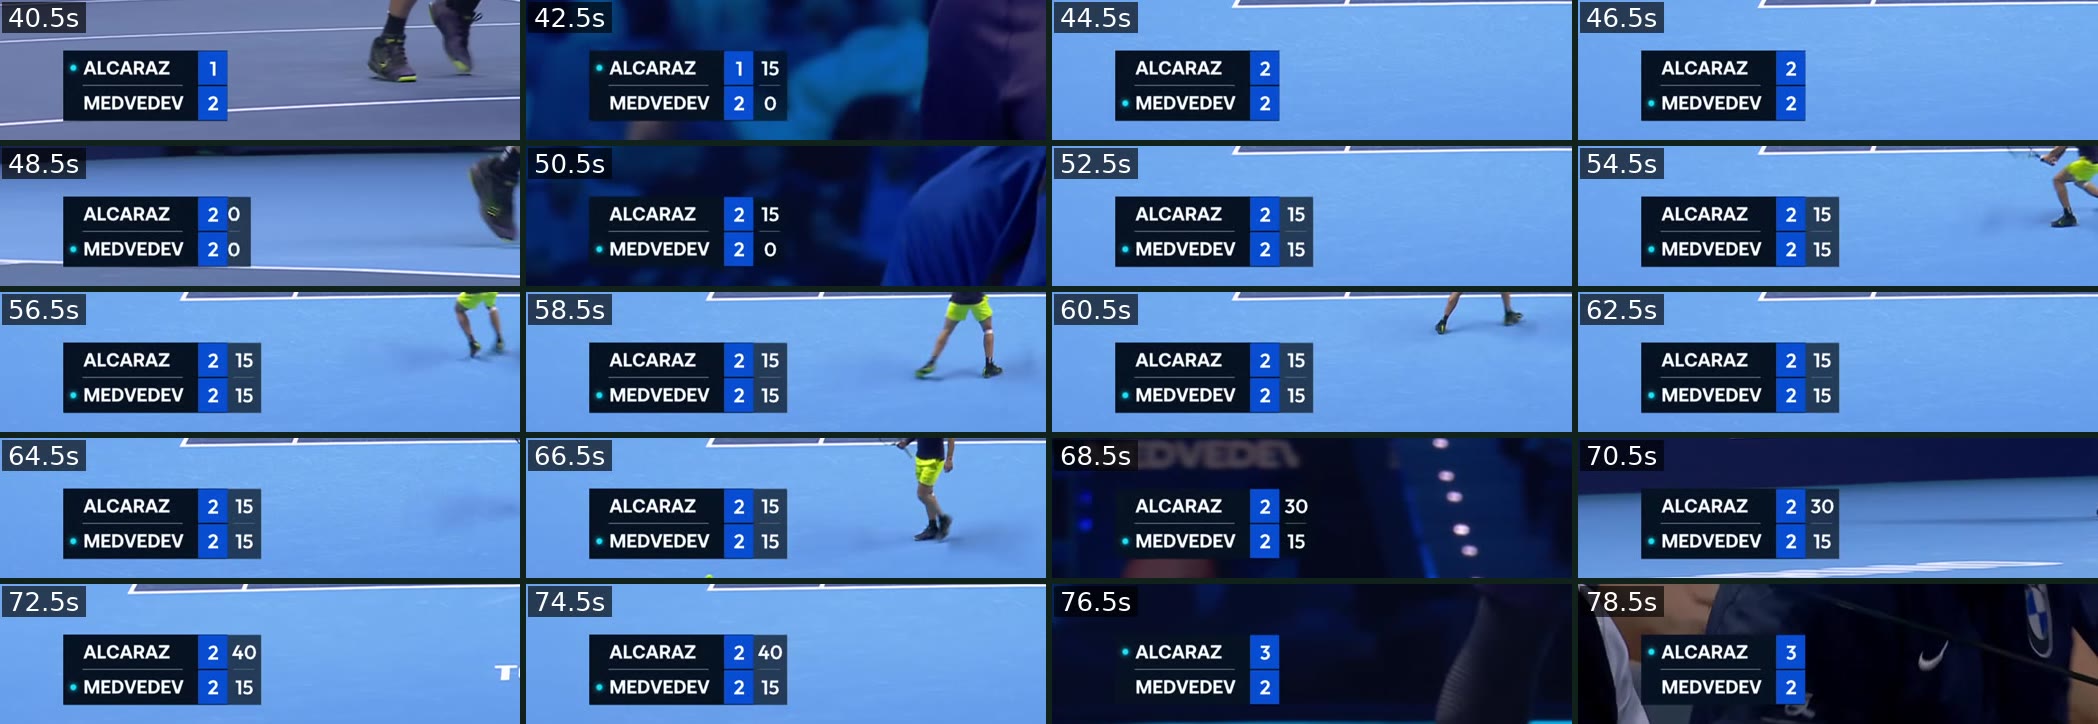 40.5s
ALCARAZ 1
MEDVEDEV 2
42.5s
ALCARAZ 1 15
MEDVEDEV 2 0
44.5s
ALCARAZ 2
MEDVEDEV 2
46.5s
ALCARAZ 2
MEDVEDEV 2
48.5s
ALCARAZ 2 0
MEDVEDEV 2 0
50.5s
ALCARAZ 2 15
MEDVEDEV 2 0
52.5s
ALCARAZ 2 15
MEDVEDEV 2 15
54.5s
ALCARAZ 2 15
MEDVEDEV 2 15
56.5s
ALCARAZ 2 15
MEDVEDEV 2 15
58.5s
ALCARAZ 2 15
MEDVEDEV 2 15
60.5s
ALCARAZ 2 15
MEDVEDEV 2 15
62.5s
ALCARAZ 2 15
MEDVEDEV 2 15
64.5s
ALCARAZ 2 15
MEDVEDEV 2 15
66.5s
ALCARAZ 2 15
MEDVEDEV 2 15
68.5s
ALCARAZ 2 30
MEDVEDEV 2 15
70.5s
ALCARAZ 2 30
MEDVEDEV 2 15
72.5s
ALCARAZ 2 40
MEDVEDEV 2 15
74.5s
ALCARAZ 2 40
MEDVEDEV 2 15
76.5s
ALCARAZ 3
MEDVEDEV 2
78.5s
ALCARAZ 3
MEDVEDEV 2